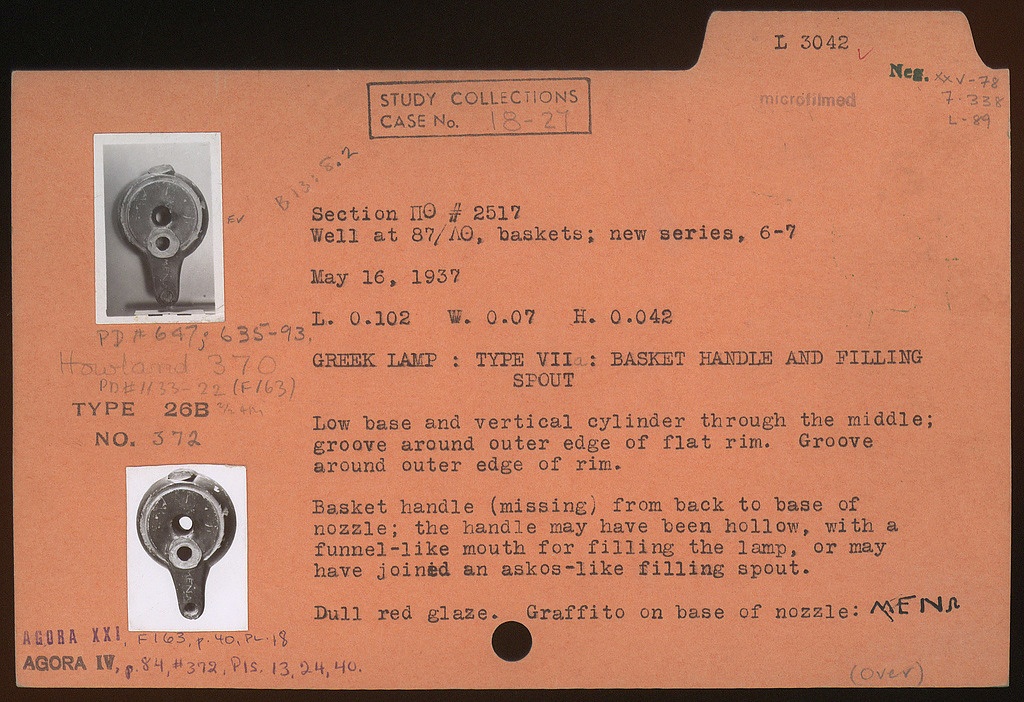 L 3042
Neg. XXV-78
7-338
L-89
microfilmed
STUDY COLLECTIONS
CASE No. 18-27
B 13: 8.2
EV
Section ΠΘ # 2517
Well at 87/ΛΘ, baskets; new series, 6-7
May 16, 1937
L. 0.102 W. 0.07 H. 0.042
PD # 647; 635-93.
Howland 370
PD#1133-22 (F163)
TYPE 26B
NO. 372
GREEK LAMP : TYPE VIIa : BASKET HANDLE AND FILLING
SPOUT
Low base and vertical cylinder through the middle;
groove around outer edge of flat rim. Groove
around outer edge of rim.
Basket handle (missing) from back to base of
nozzle; the handle may have been hollow, with a
funnel-like mouth for filling the lamp, or may
have joined an askos-like filling spout.
Dull red glaze. Graffito on base of nozzle: ΜΕΝΩ
AGORA XXI, F163, p.40, PL.18
AGORA IV, p.84, #372, Pls. 13, 24, 40.
(Over)